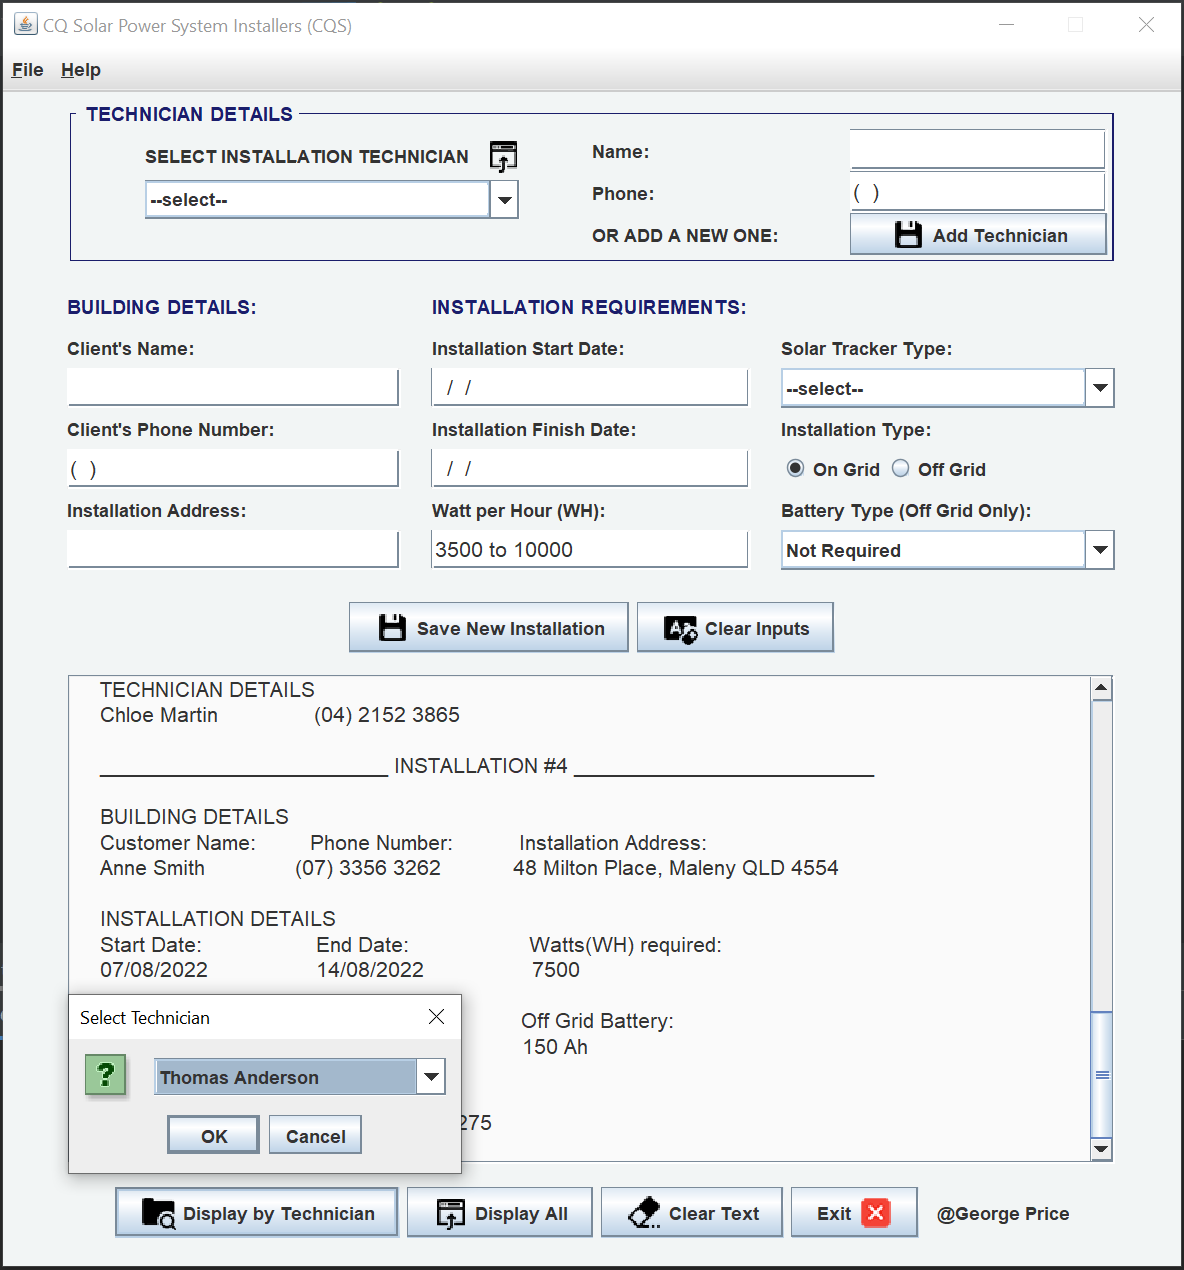 CQ Solar Power System Installers (CQS)
File Help
TECHNICIAN DETAILS
SELECT INSTALLATION TECHNICIAN
--select--
Name:
Phone:
( )
OR ADD A NEW ONE:
Add Technician
BUILDING DETAILS:
Client's Name:
Client's Phone Number:
( )
Installation Address:
INSTALLATION REQUIREMENTS:
Installation Start Date:
/ /
Installation Finish Date:
/ /
Watt per Hour (WH):
3500 to 10000
Solar Tracker Type:
--select--
Installation Type:
On Grid Off Grid
Battery Type (Off Grid Only):
Not Required
Save New Installation Clear Inputs
TECHNICIAN DETAILS
Chloe Martin (04) 2152 3865
INSTALLATION #4
BUILDING DETAILS
Customer Name: Phone Number: Installation Address:
Anne Smith (07) 3356 3262 48 Milton Place, Maleny QLD 4554
INSTALLATION DETAILS
Start Date: End Date: Watts(WH) required:
07/08/2022 14/08/2022 7500
Off Grid Battery:
150 Ah
275
Select Technician
?
Thomas Anderson
OK Cancel
Display by Technician Display All Clear Text Exit @George Price